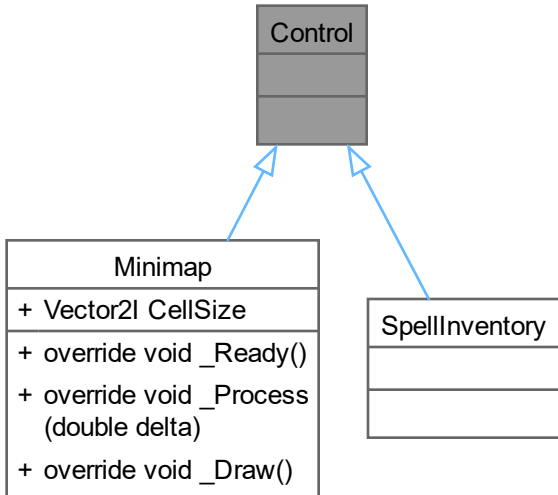 Control
Minimap
+ Vector2I CellSize
+ override void _Ready()
+ override void _Process
(double delta)
+ override void _Draw()
SpellInventory